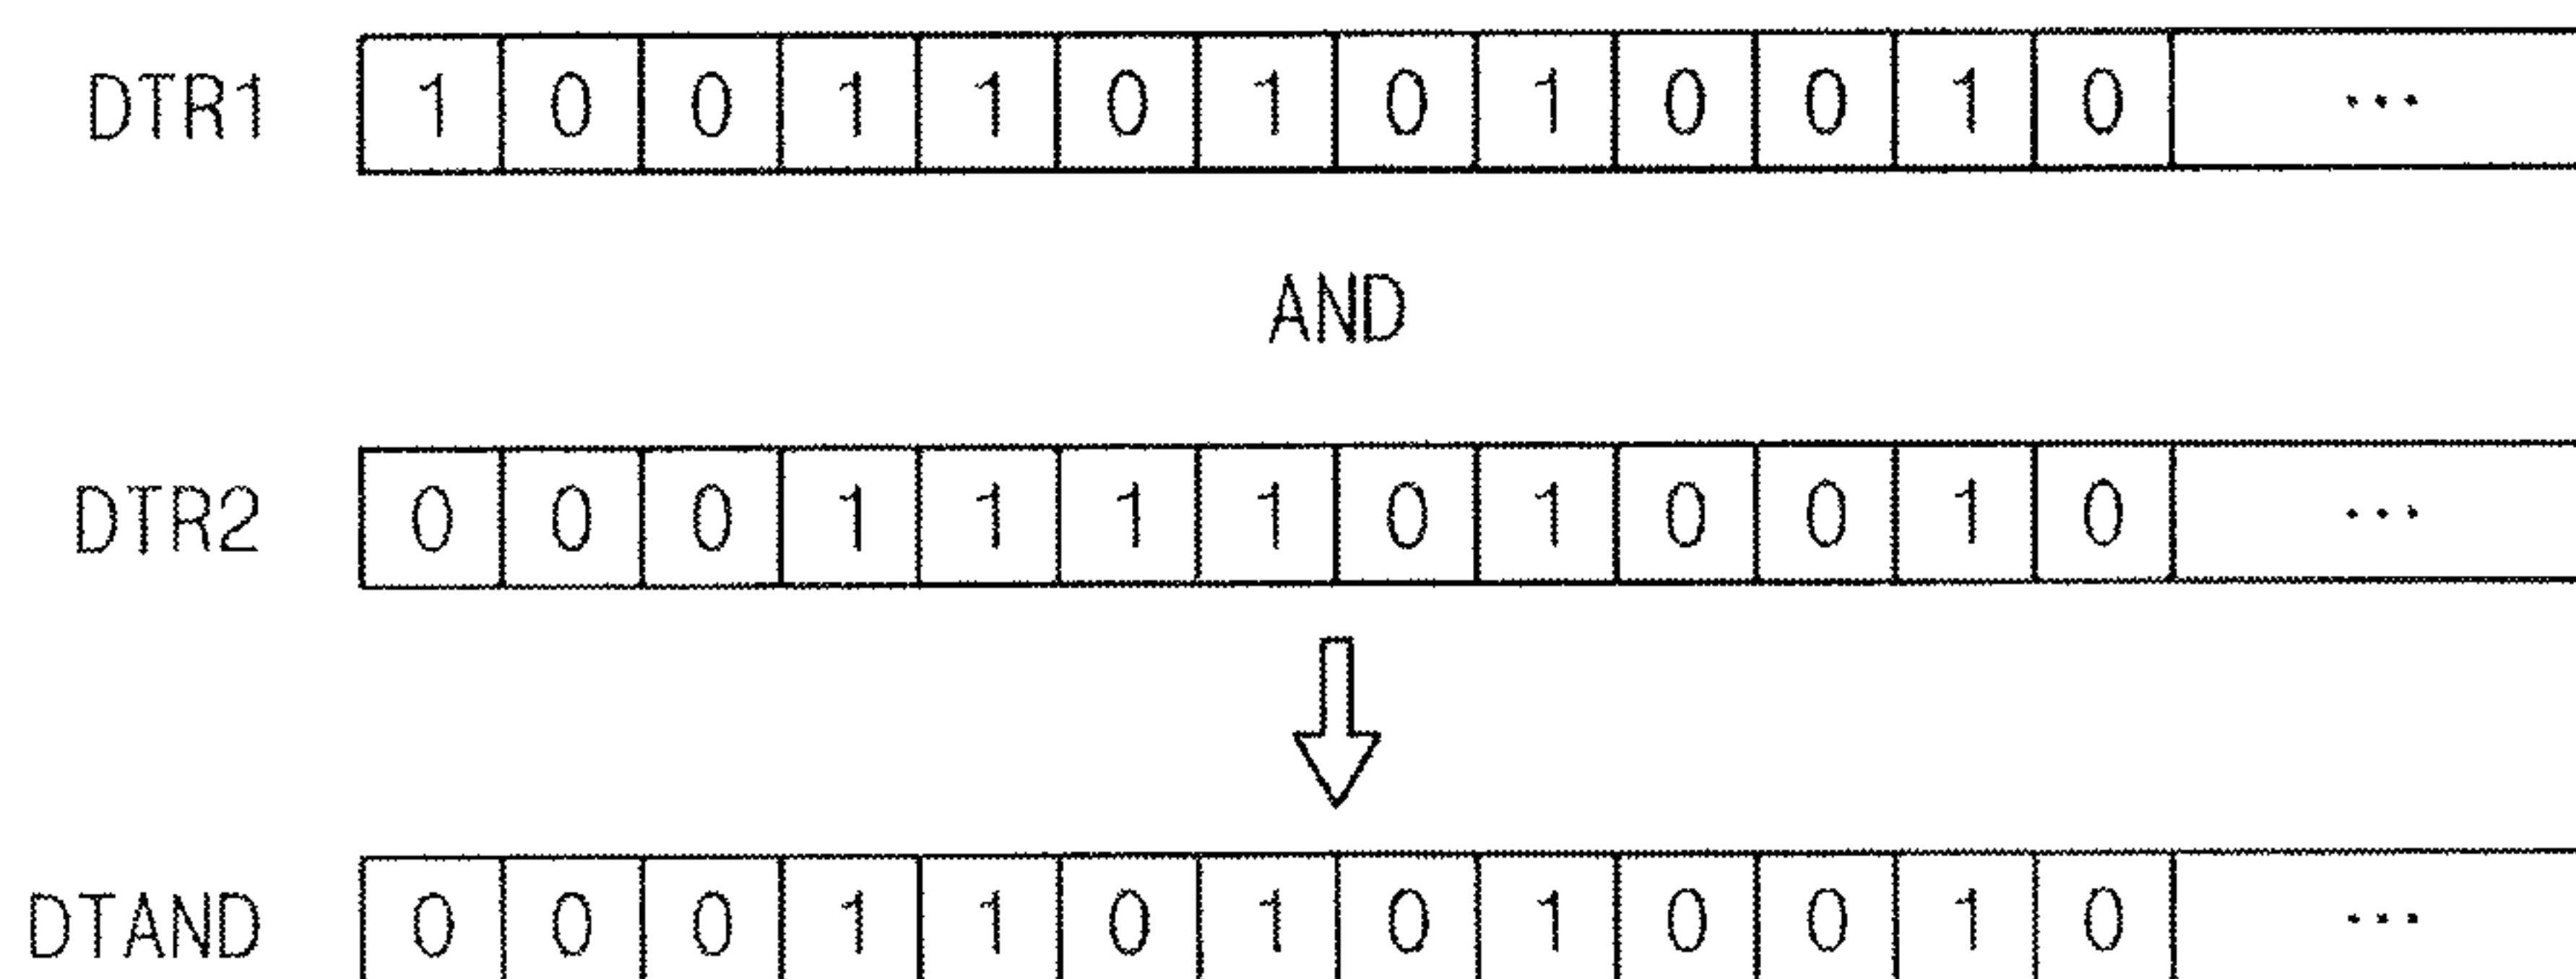 DTR1 1 0 0 1 1 0 1 0 1 0 0 1 0 ...
AND
DTR2 0 0 0 1 1 1 1 0 1 0 0 1 0 ...
DTAND 0 0 0 1 1 0 1 0 1 0 0 1 0 ...